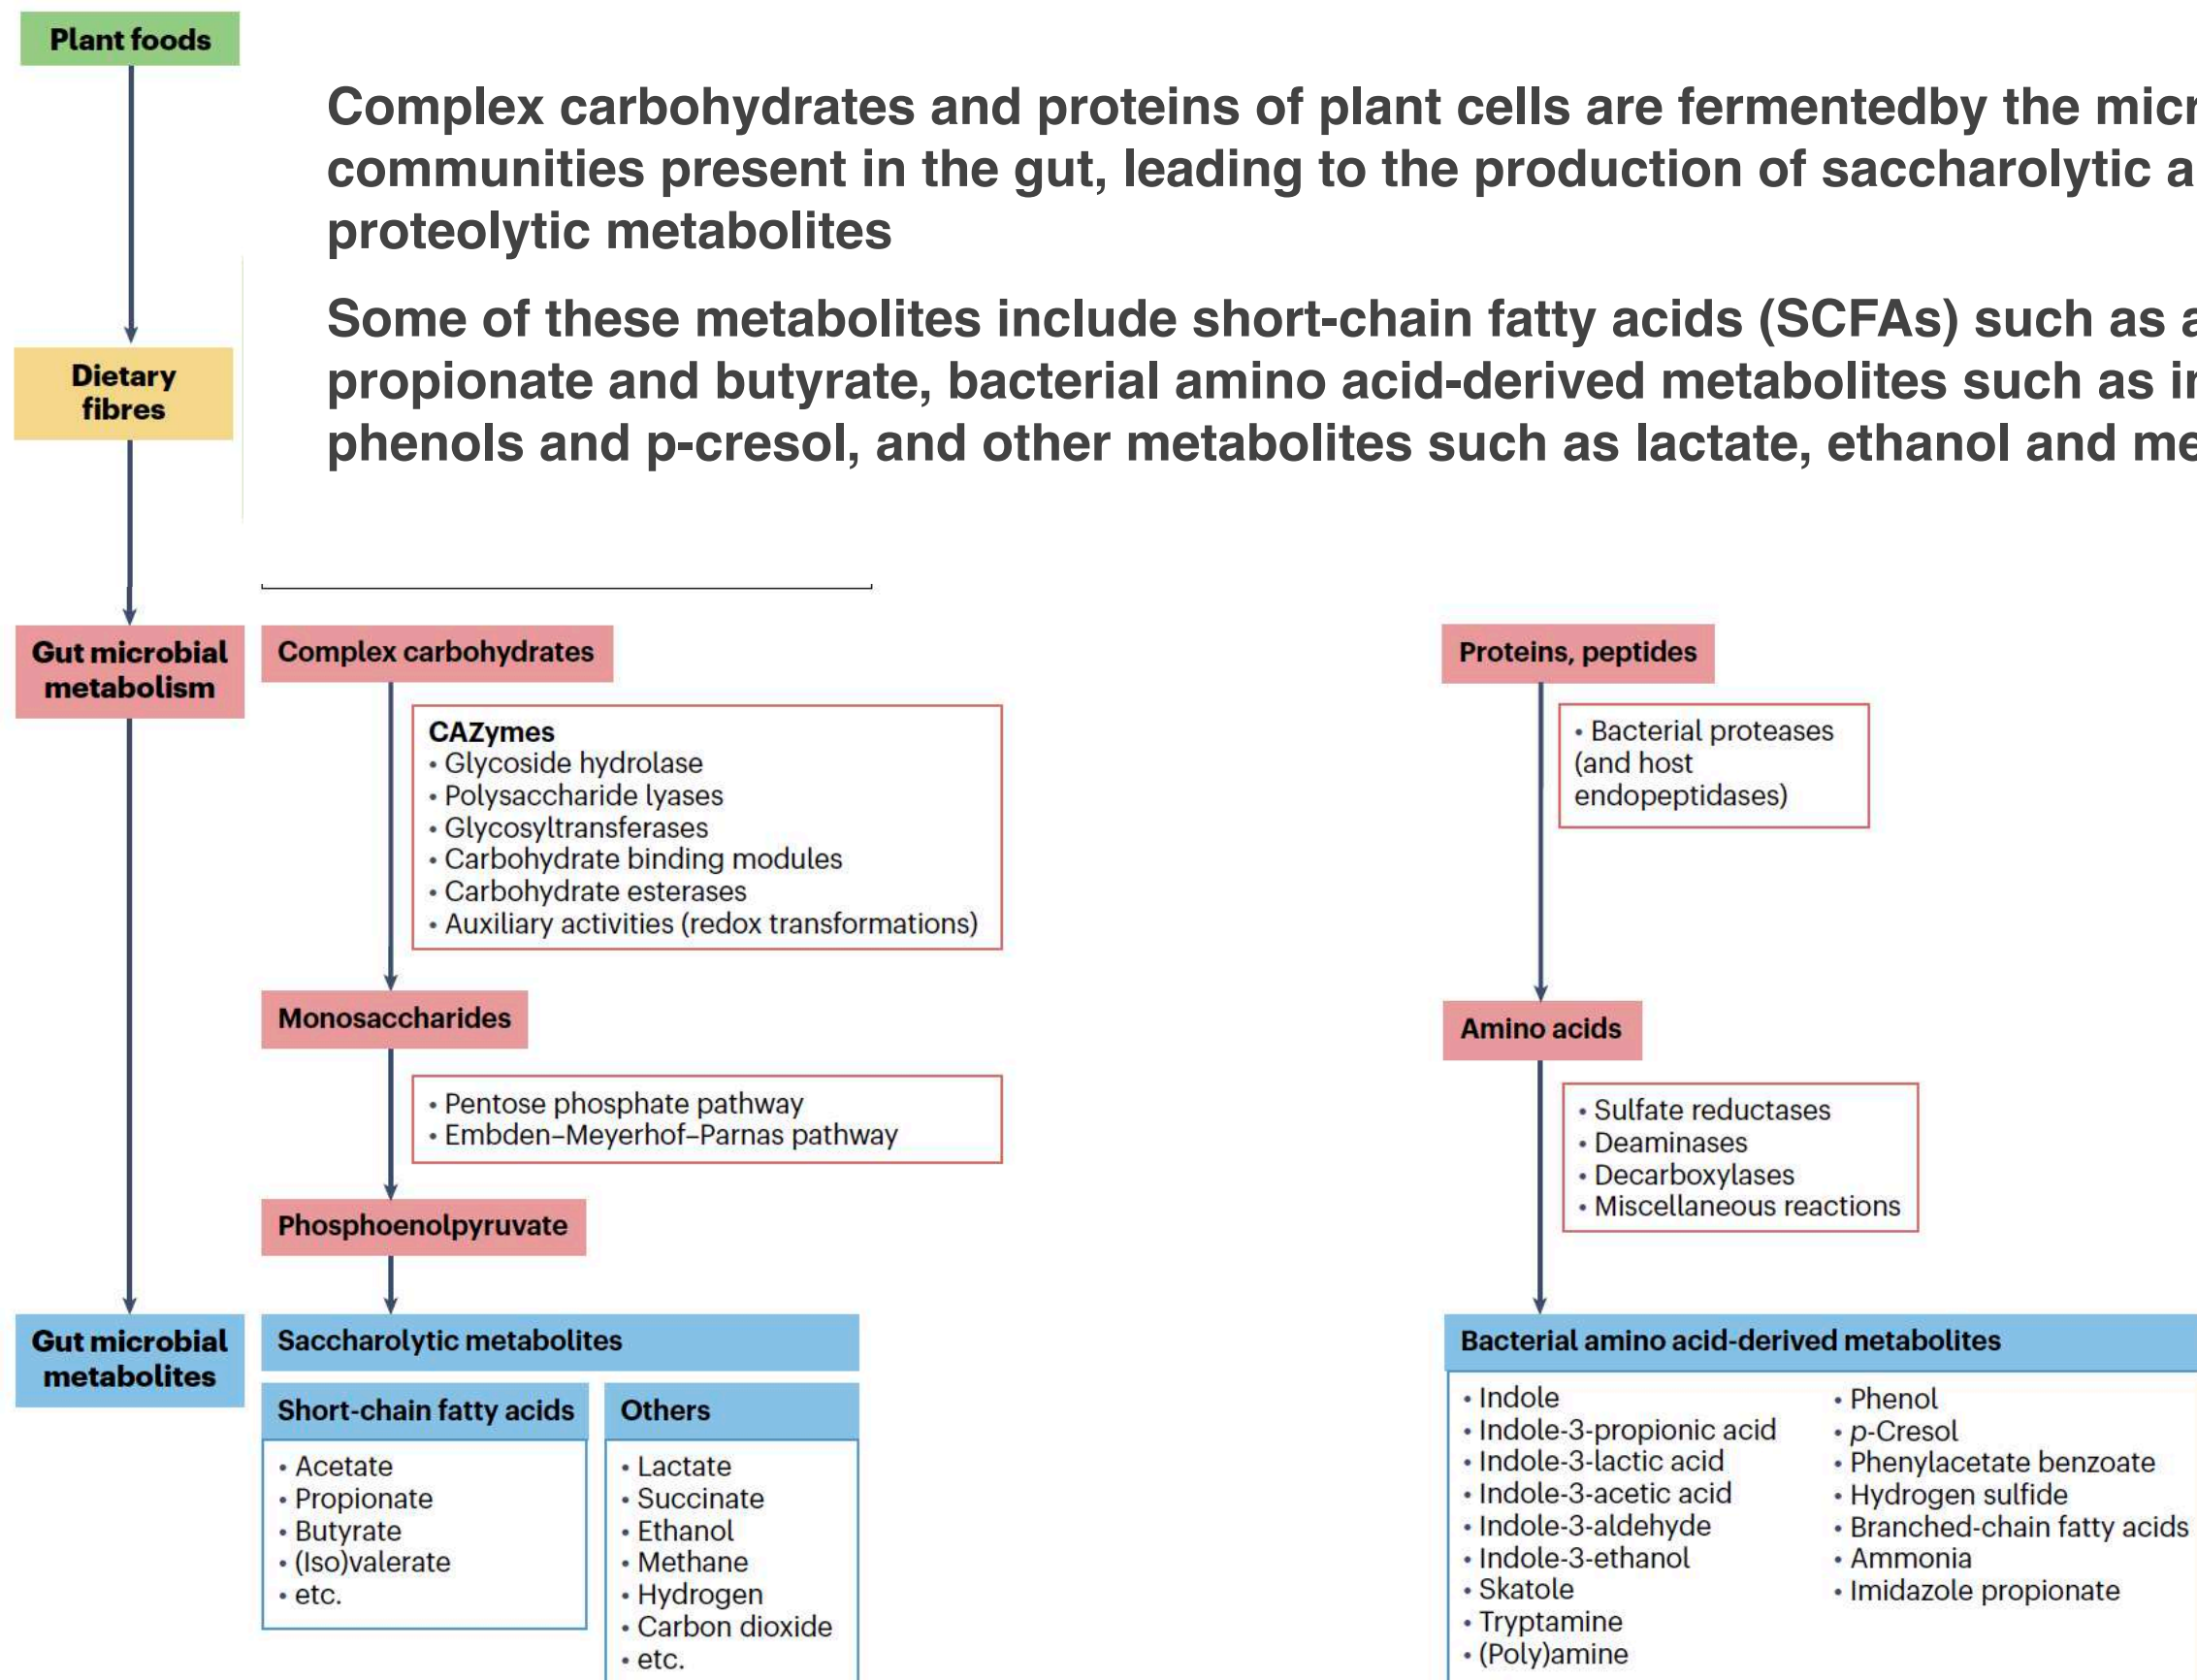 Plant foods
Complex carbohydrates and proteins of plant cells are fermentedby the
communities present in the gut, leading to the production of saccharolytic
proteolytic metabolites
Some of these metabolites include short-chain fatty acids (SCFAs) such as
propionate and butyrate, bacterial amino acid-derived metabolites such as
phenols and p-cresol, and other metabolites such as lactate, ethanol and
Dietary
fibres
Gut microbial
metabolism
Complex carbohydrates
CAZymes
• Glycoside hydrolase
• Polysaccharide lyases
• Glycosyltransferases
• Carbohydrate binding modules
• Carbohydrate esterases
• Auxiliary activities (redox transformations)
Monosaccharides
• Pentose phosphate pathway
• Embden–Meyerhof–Parnas pathway
Phosphoenolpyruvate
Proteins, peptides
• Bacterial proteases
(and host
endopeptidases)
Amino acids
• Sulfate reductases
• Deaminases
• Decarboxylases
• Miscellaneous reactions
Gut microbial
metabolites
Saccharolytic metabolites
Short-chain fatty acids
• Acetate
• Propionate
• Butyrate
• (Iso)valerate
• etc.
Others
• Lactate
• Succinate
• Ethanol
• Methane
• Hydrogen
• Carbon dioxide
• etc.
Bacterial amino acid-derived metabolites
• Indole
• Indole-3-propionic acid
• Indole-3-lactic acid
• Indole-3-acetic acid
• Indole-3-aldehyde
• Indole-3-ethanol
• Skatole
• Tryptamine
• (Poly)amine
• Phenol
• p-Cresol
• Phenylacetate benzoate
• Hydrogen sulfide
• Branched-chain fatty acids
• Ammonia
• Imidazole propionate